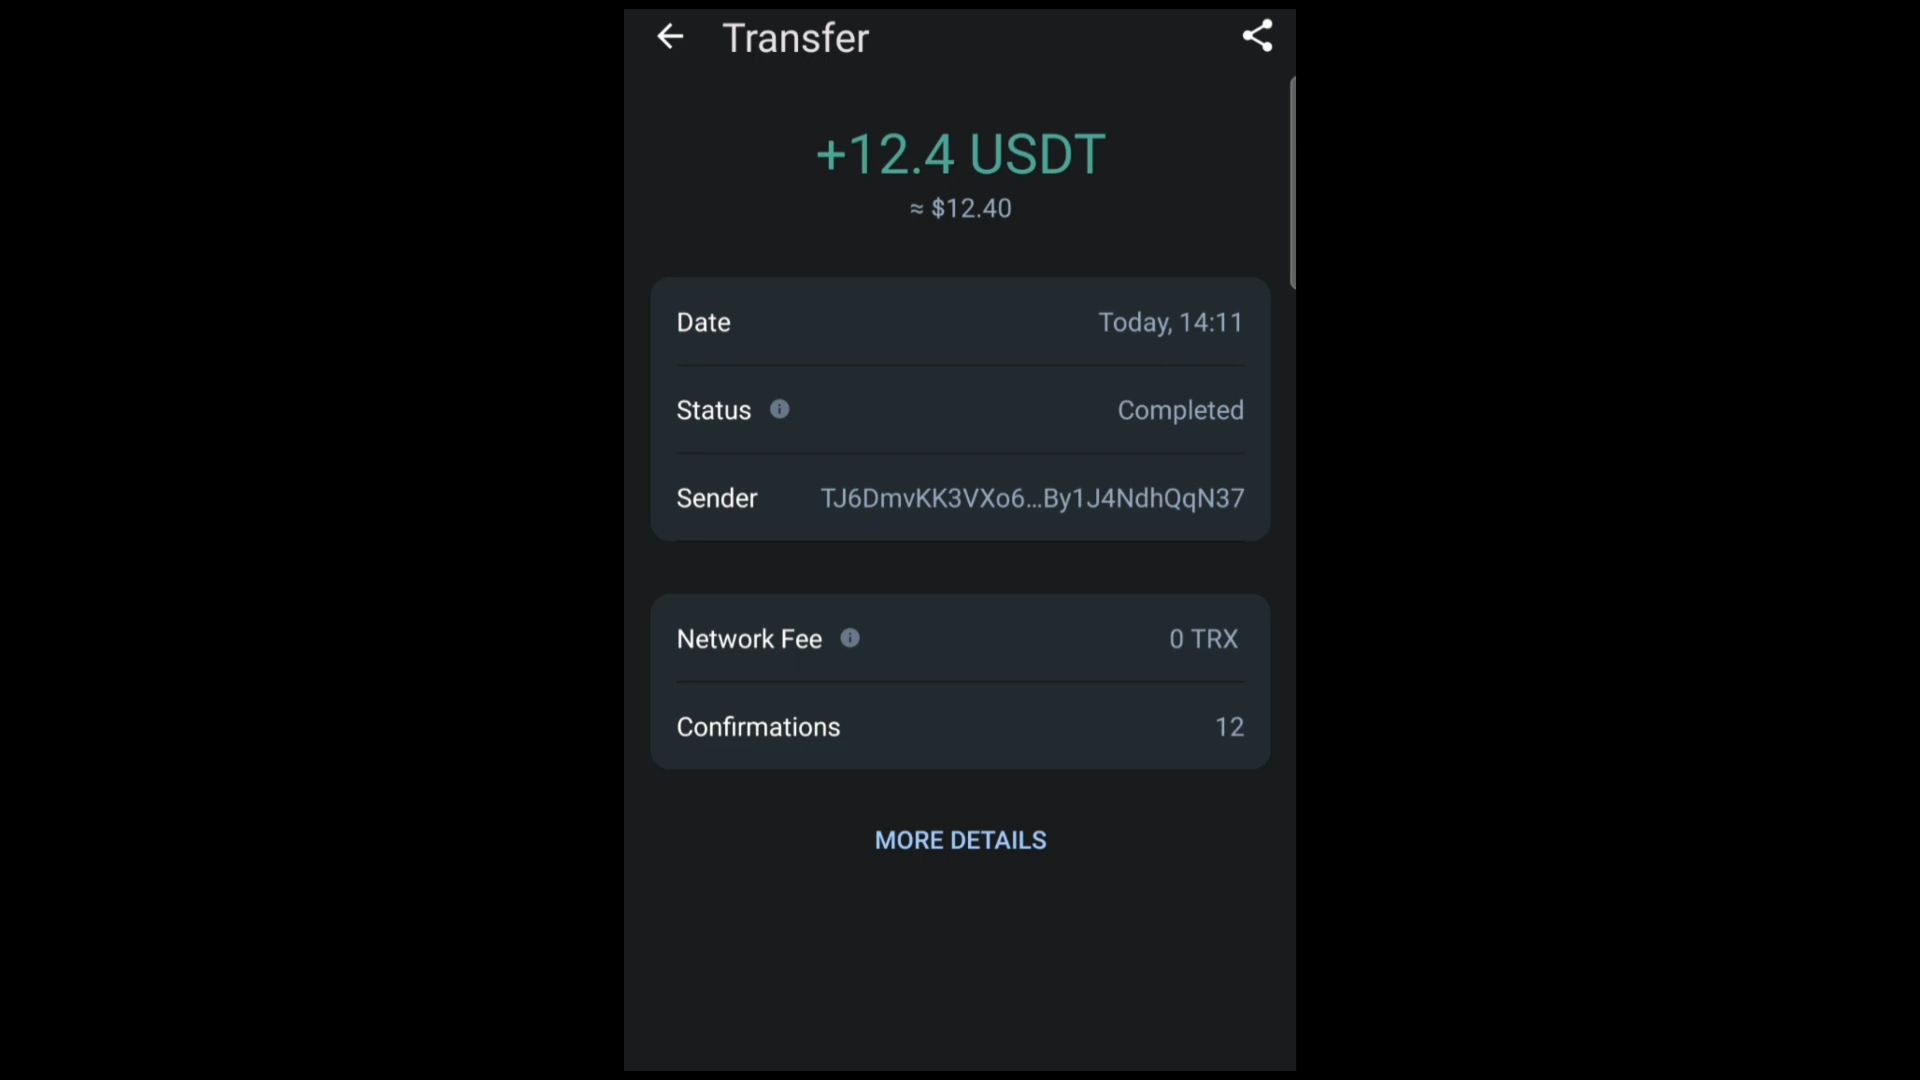 Transfer
+12.4 USDT
≈ $12.40
Date Today, 14:11
Status Completed
Sender TJ6DmvKK3VXo6...By1J4NdhQqN37
Network Fee 0 TRX
Confirmations 12
MORE DETAILS